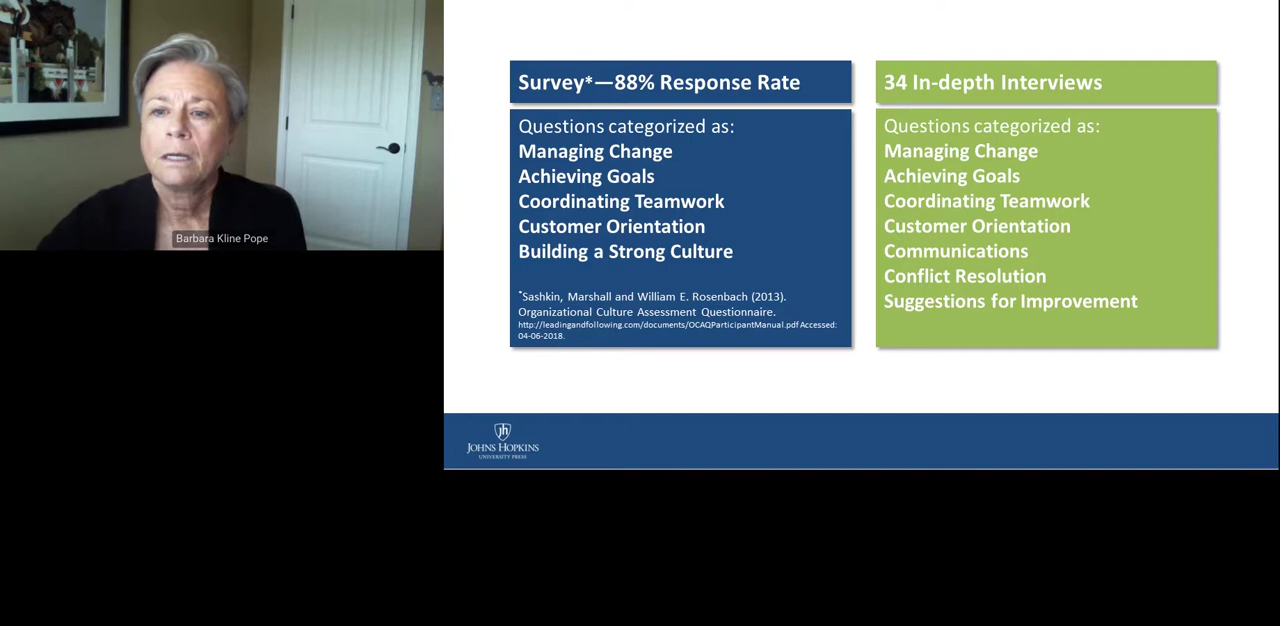 Barbara Kline Pope
Survey*—88% Response Rate
Questions categorized as:
Managing Change
Achieving Goals
Coordinating Teamwork
Customer Orientation
Building a Strong Culture
*Sashkin, Marshall and William E. Rosenbach (2013).
Organizational Culture Assessment Questionnaire.
http://leadingandfollowing.com/documents/OCAQParticipantManual.pdf Accessed:
04-06-2018.
34 In-depth Interviews
Questions categorized as:
Managing Change
Achieving Goals
Coordinating Teamwork
Customer Orientation
Communications
Conflict Resolution
Suggestions for Improvement
jh
JOHNS HOPKINS
UNIVERSITY PRESS